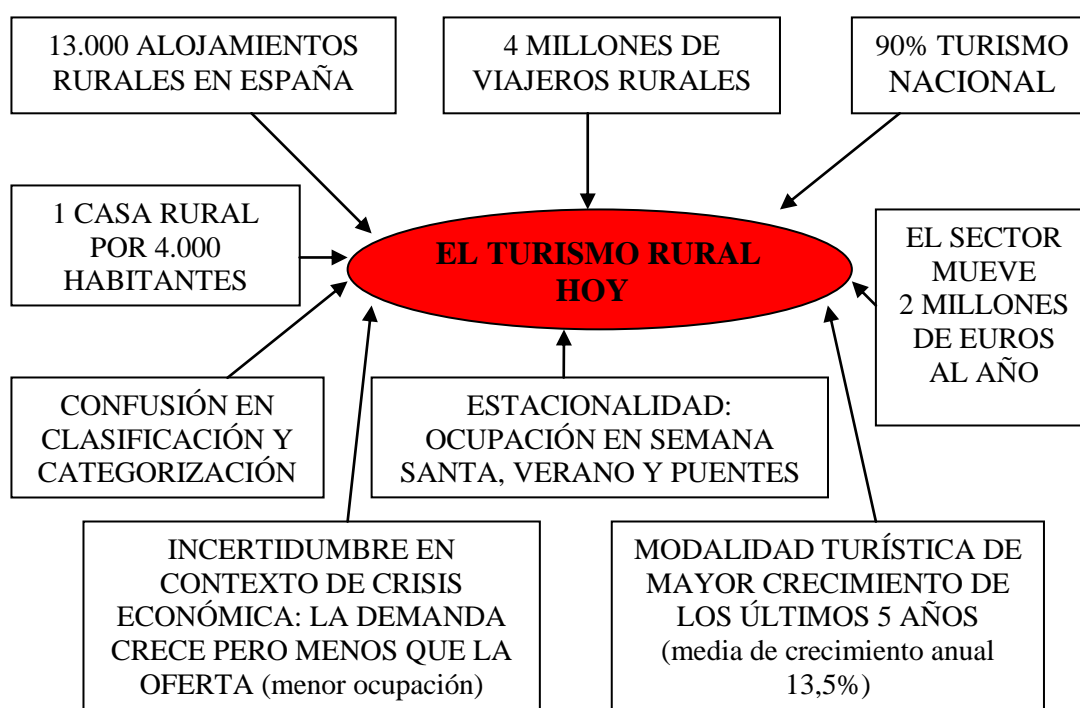 13.000 ALOJAMIENTOS
RURALES EN ESPAÑA
4 MILLONES DE
VIAJEROS RURALES
90% TURISMO
NACIONAL
1 CASA RURAL
POR 4.000
HABITANTES
EL TURISMO RURAL
HOY
EL SECTOR
MUEVE
2 MILLONES
DE EUROS
AL AÑO
CONFUSIÓN EN
CLASIFICACIÓN Y
CATEGORIZACIÓN
ESTACIONALIDAD:
OCUPACIÓN EN SEMANA
SANTA, VERANO Y PUENTES
INCERTIDUMBRE EN
CONTEXTO DE CRISIS
ECONÓMICA: LA DEMANDA
CRECE PERO MENOS QUE LA
OFERTA (menor ocupación)
MODALIDAD TURÍSTICA DE
MAYOR CRECIMIENTO DE
LOS ÚLTIMOS 5 AÑOS
(media de crecimiento anual
13,5%)